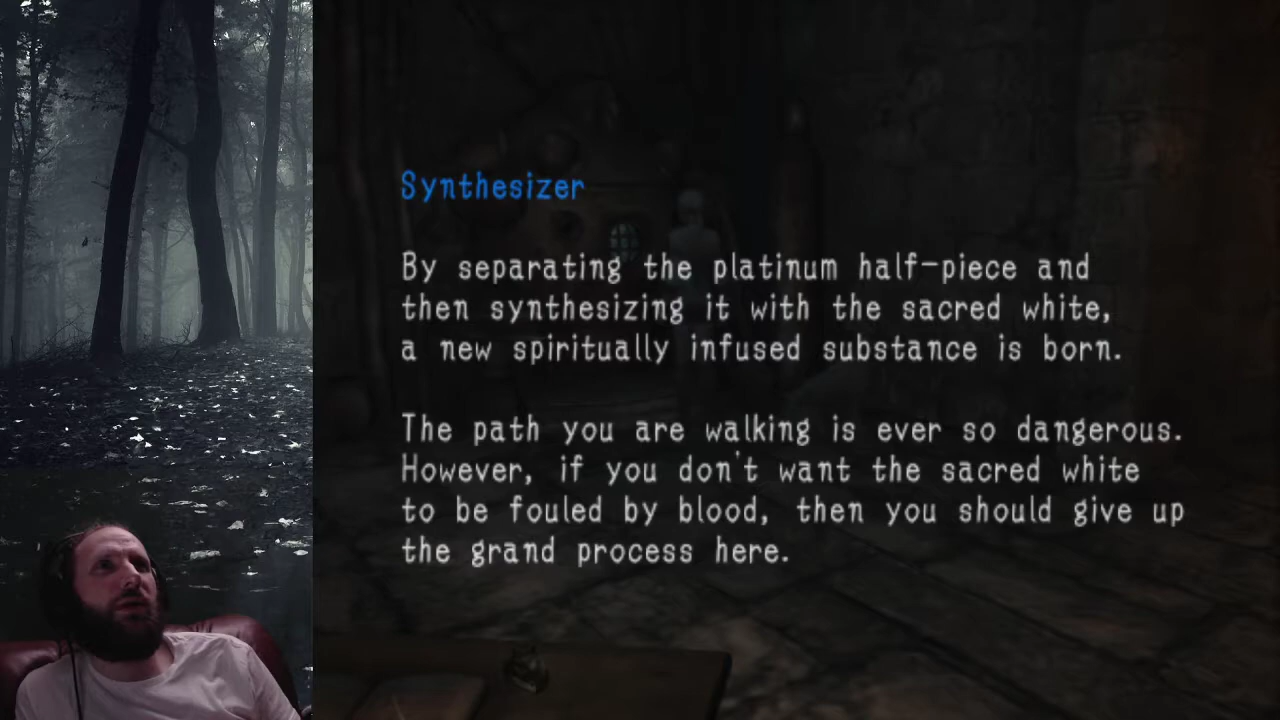 Synthesizer
By separating the platinum half-piece and
then synthesizing it with the sacred white,
a new spiritually infused substance is born.
The path you are walking is ever so dangerous.
However, if you don't want the sacred white
to be fouled by blood, then you should give up
the grand process here.